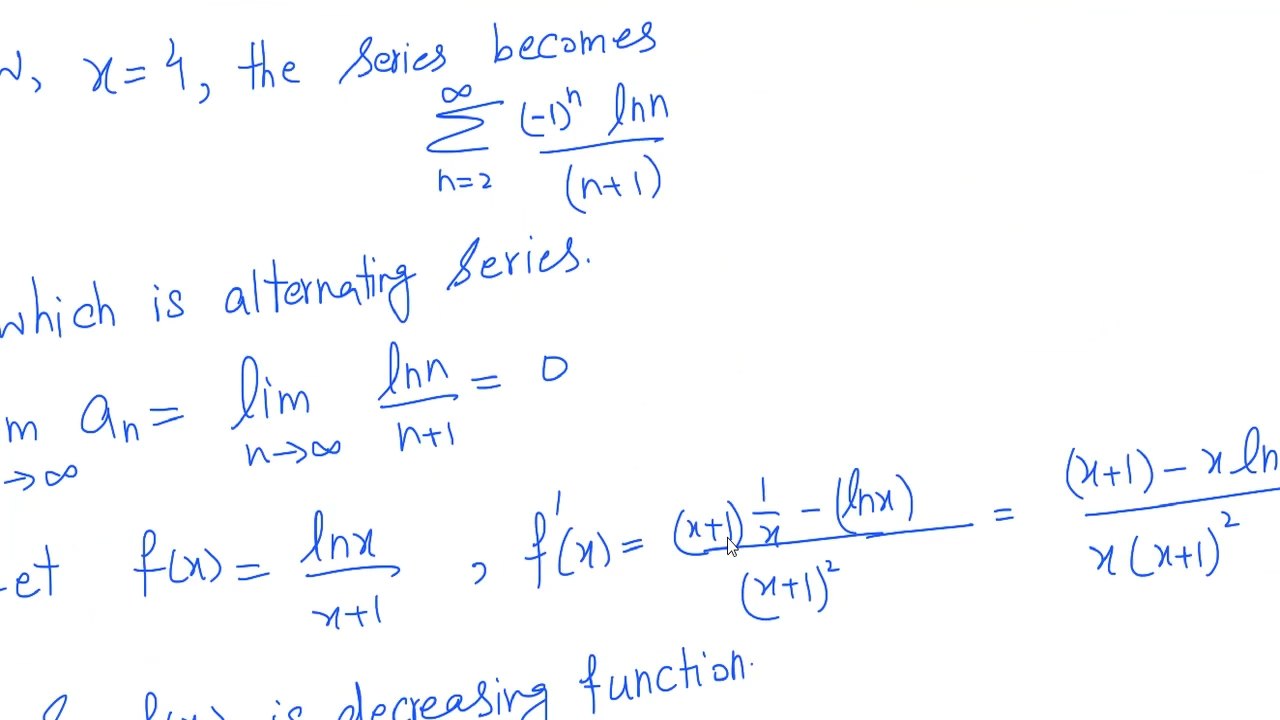 x = 4, the series becomes
∞
∑ (-1)^n ln n / (n+1)
n=2
which is alternating series.
a_n = lim_{n→∞} ln n / (n+1) = 0
→∞
f(x) = ln x / (x+1) , f'(x) = ((x+1) 1/x - (ln x)) / (x+1)^2 = ((x+1) - x ln / x(x+1)^2
is decreasing function.